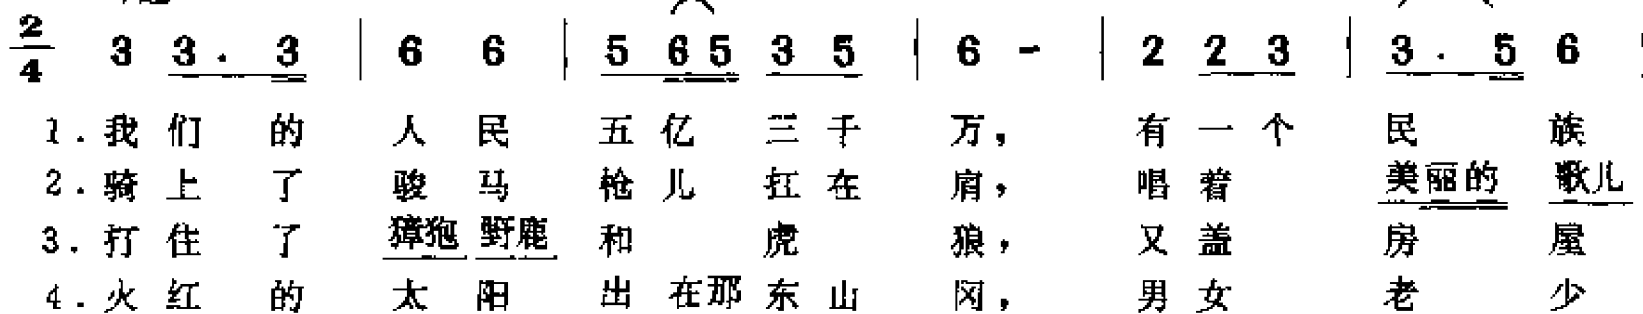 2/4 3 3 . 3 | 6 6 | 5 6 5 3 5 | 6 - | 2 2 3 | 3 . 5 6
1. 我们的人民五亿三千万，有一个民族
2. 骑上了骏马枪儿扛在肩，唱着美丽的歌儿
3. 打住了獐狍野鹿和虎狼，又盖房屋
4. 火红的太阳出在那东山冈，男女老少